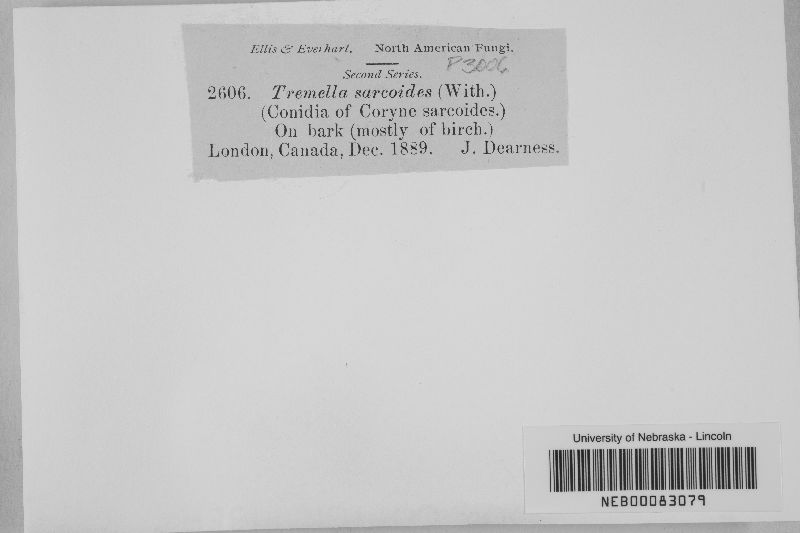 Ellis & Everhart, North American Fungi.
Second Series. P3006
2606. Tremella sarcoides (With.)
(Conidia of Coryne sarcoides.)
On bark (mostly of birch.)
London, Canada, Dec. 1889. J. Dearness.
University of Nebraska - Lincoln
NEB00083079